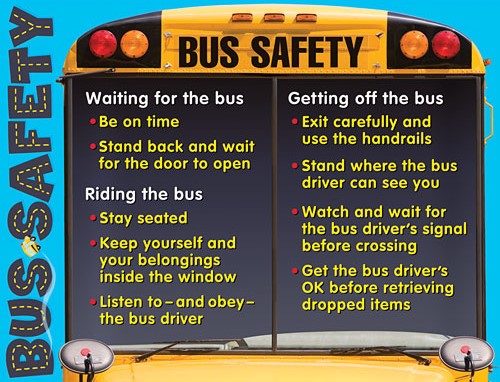 BUS SAFETY
BUS SAFETY
Waiting for the bus
• Be on time
• Stand back and wait
for the door to open
Riding the bus
• Stay seated
• Keep yourself and
your belongings
inside the window
• Listen to – and obey –
the bus driver
Getting off the bus
• Exit carefully and
use the handrails
• Stand where the bus
driver can see you
• Watch and wait for
the bus driver's signal
before crossing
• Get the bus driver's
OK before retrieving
dropped items